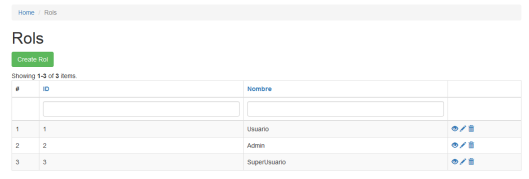 Home / Rols
Rols
Create Rol
Showing 1-3 of 3 items.
# ID Nombre
1 1 Usuario
2 2 Admin
3 3 SuperUsuario